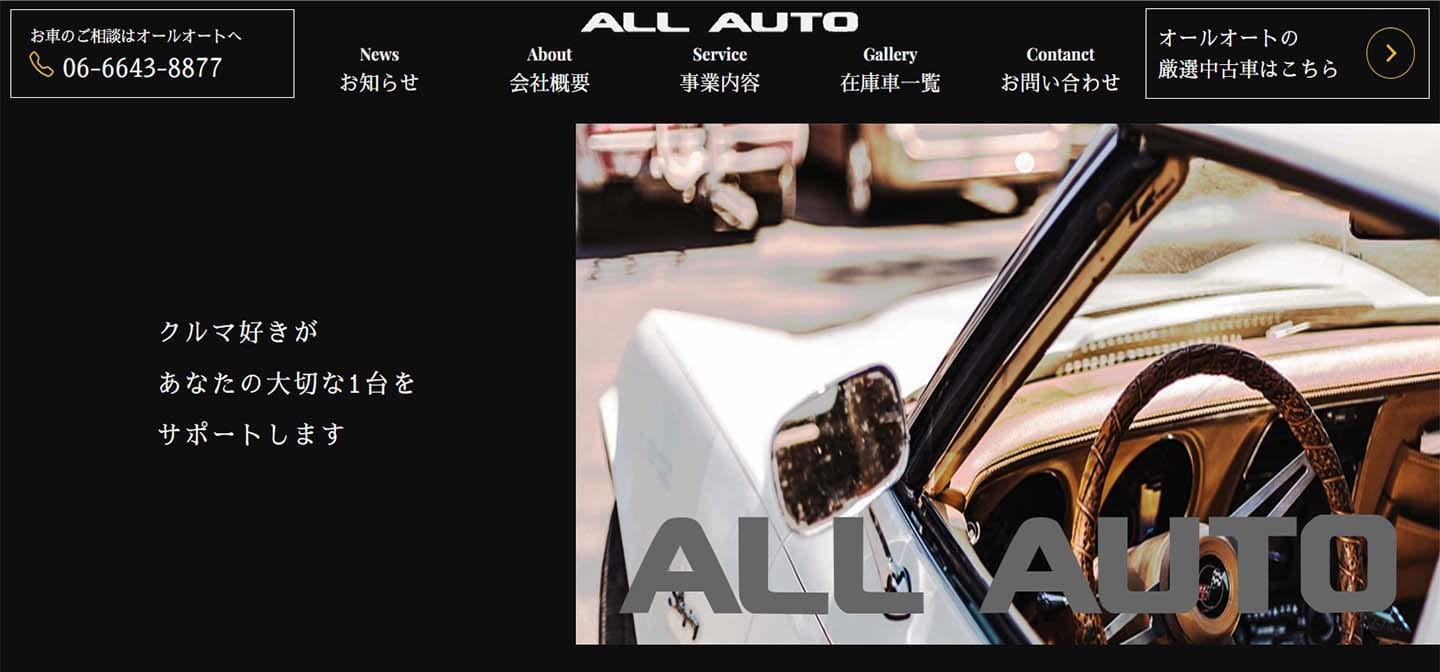 お車のご相談はオールオートへ
06-6643-8877
ALL AUTO
News
お知らせ
About
会社概要
Service
事業内容
Gallery
在庫車一覧
Contanct
お問い合わせ
オールオートの
厳選中古車はこちら
クルマ好きが
あなたの大切な1台を
サポートします
ALL AUTO